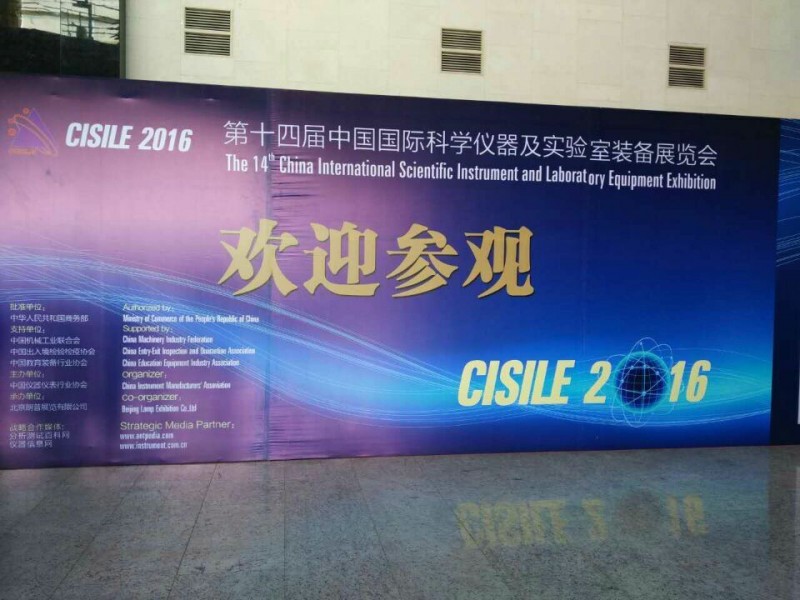 CISILE 2016
第十四届中国国际科学仪器及实验室装备展览会
The 14th China International Scientific Instrument and Laboratory Equipment Exhibition
欢迎参观
批准单位：
中华人民共和国商务部
支持单位：
中国机械工业联合会
中国出入境检验检疫协会
中国教育装备行业协会
主办单位：
中国仪器仪表行业协会
承办单位：
北京朗普展览有限公司
战略合作媒体：
分析测试百科网
仪器信息网
Authorized by:
Ministry of Commerce of the People's Republic of China
Supported by:
China Machinery Industry Federation
China Entry-Exit Inspection and Quarantine Association
China Education Equipment Industry Association
organizer:
China Instrument Manufacturers' Association
co-organizer:
Beijing Lamp Exhibition Co.,Ltd
Strategic Media Partner:
www.antpedia.com
www.instrument.com.cn
CISILE 2016